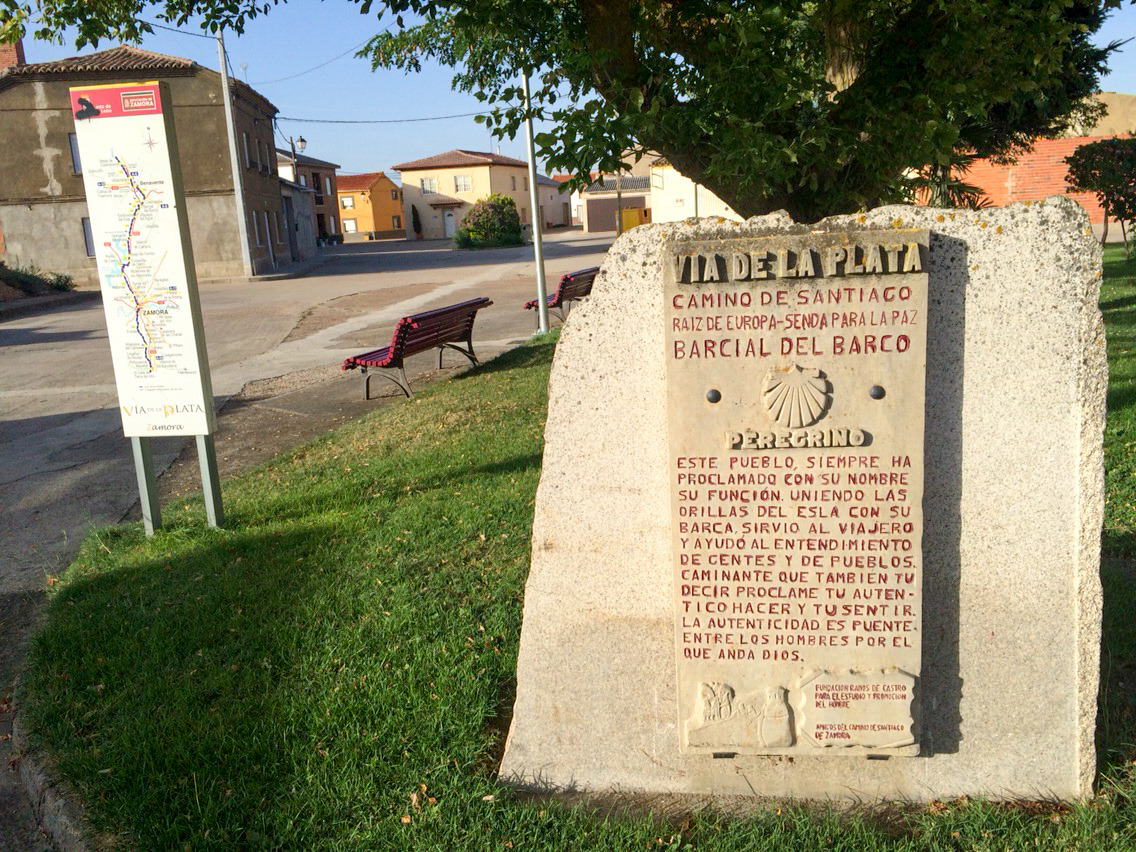 ZAMORA
Benavente
ZAMORA
VÍA DE LA PLATA
Zamora
VIA DE LA PLATA
CAMINO DE SANTIAGO
RAIZ DE EUROPA-SENDA PARA LA PAZ
BARCIAL DEL BARCO
PEREGRINO
ESTE PUEBLO, SIEMPRE HA
PROCLAMADO CON SU NOMBRE
SU FUNCIÓN. UNIENDO LAS
ORILLAS DEL ESLA CON SU
BARCA, SIRVIO AL VIAJERO
Y AYUDÓ AL ENTENDIMIENTO
DE GENTES Y DE PUEBLOS.
CAMINANTE QUE TAMBIEN TU
DECIR PROCLAME TU AUTEN-
TICO HACER Y TU SENTIR.
LA AUTENTICIDAD ES PUENTE
ENTRE LOS HOMBRES POR EL
QUE ANDA DIOS.
FUNDACION RAMOS DE CASTRO
PARA EL ESTUDIO Y PROMOCION
DEL HOMBRE
AMIGOS DEL CAMINO DE SANTIAGO
DE ZAMORA